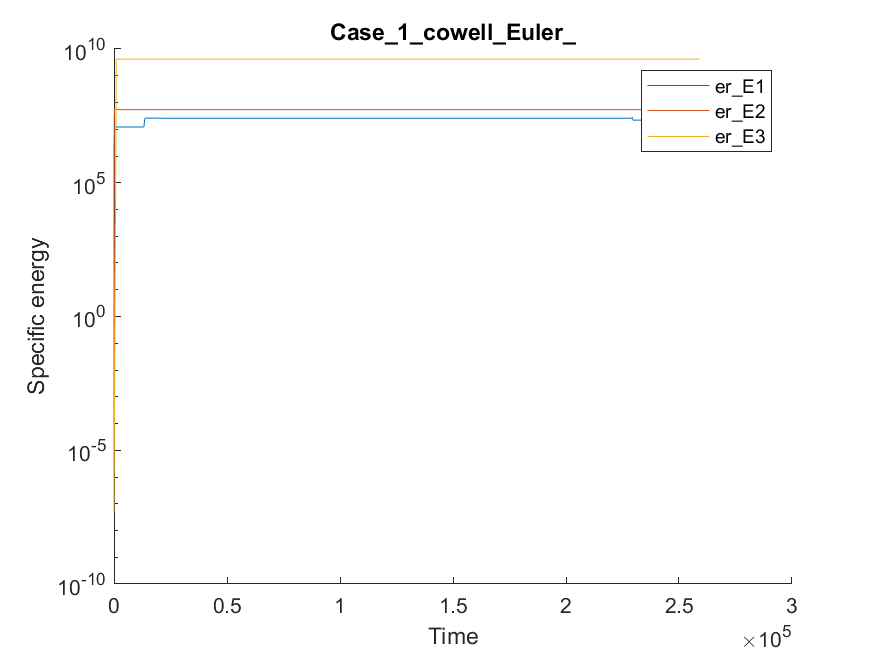 Case_1_cowell_Euler_
10^10
10^5
10^0
10^-5
10^-10
Specific energy
er_E1
er_E2
er_E3
0
0.5
1
1.5
2
2.5
3
Time
×10^5